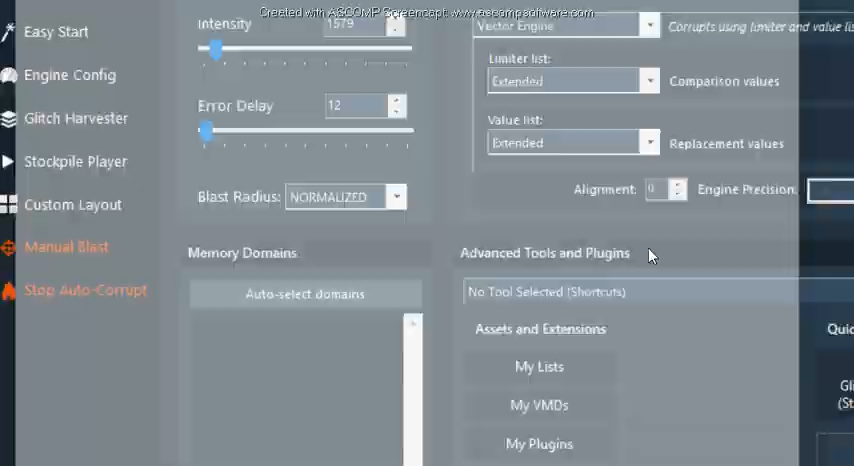 Created with ASCOMP Screencapt. www.ascompsoftware.com
Easy Start
Engine Config
Glitch Harvester
Stockpile Player
Custom Layout
Manual Blast
Stop Auto-Corrupt
Intensity 1579
Error Delay 12
Blast Radius: NORMALIZED
Memory Domains
Auto-select domains
Vector Engine Corrupts using limiter and value lis
Limiter list:
Extended Comparison values
Value list:
Extended Replacement values
Alignment: 0 Engine Precision:
Advanced Tools and Plugins
No Tool Selected (Shortcuts)
Assets and Extensions
My Lists
My VMDs
My Plugins
Quic
Gli
(St